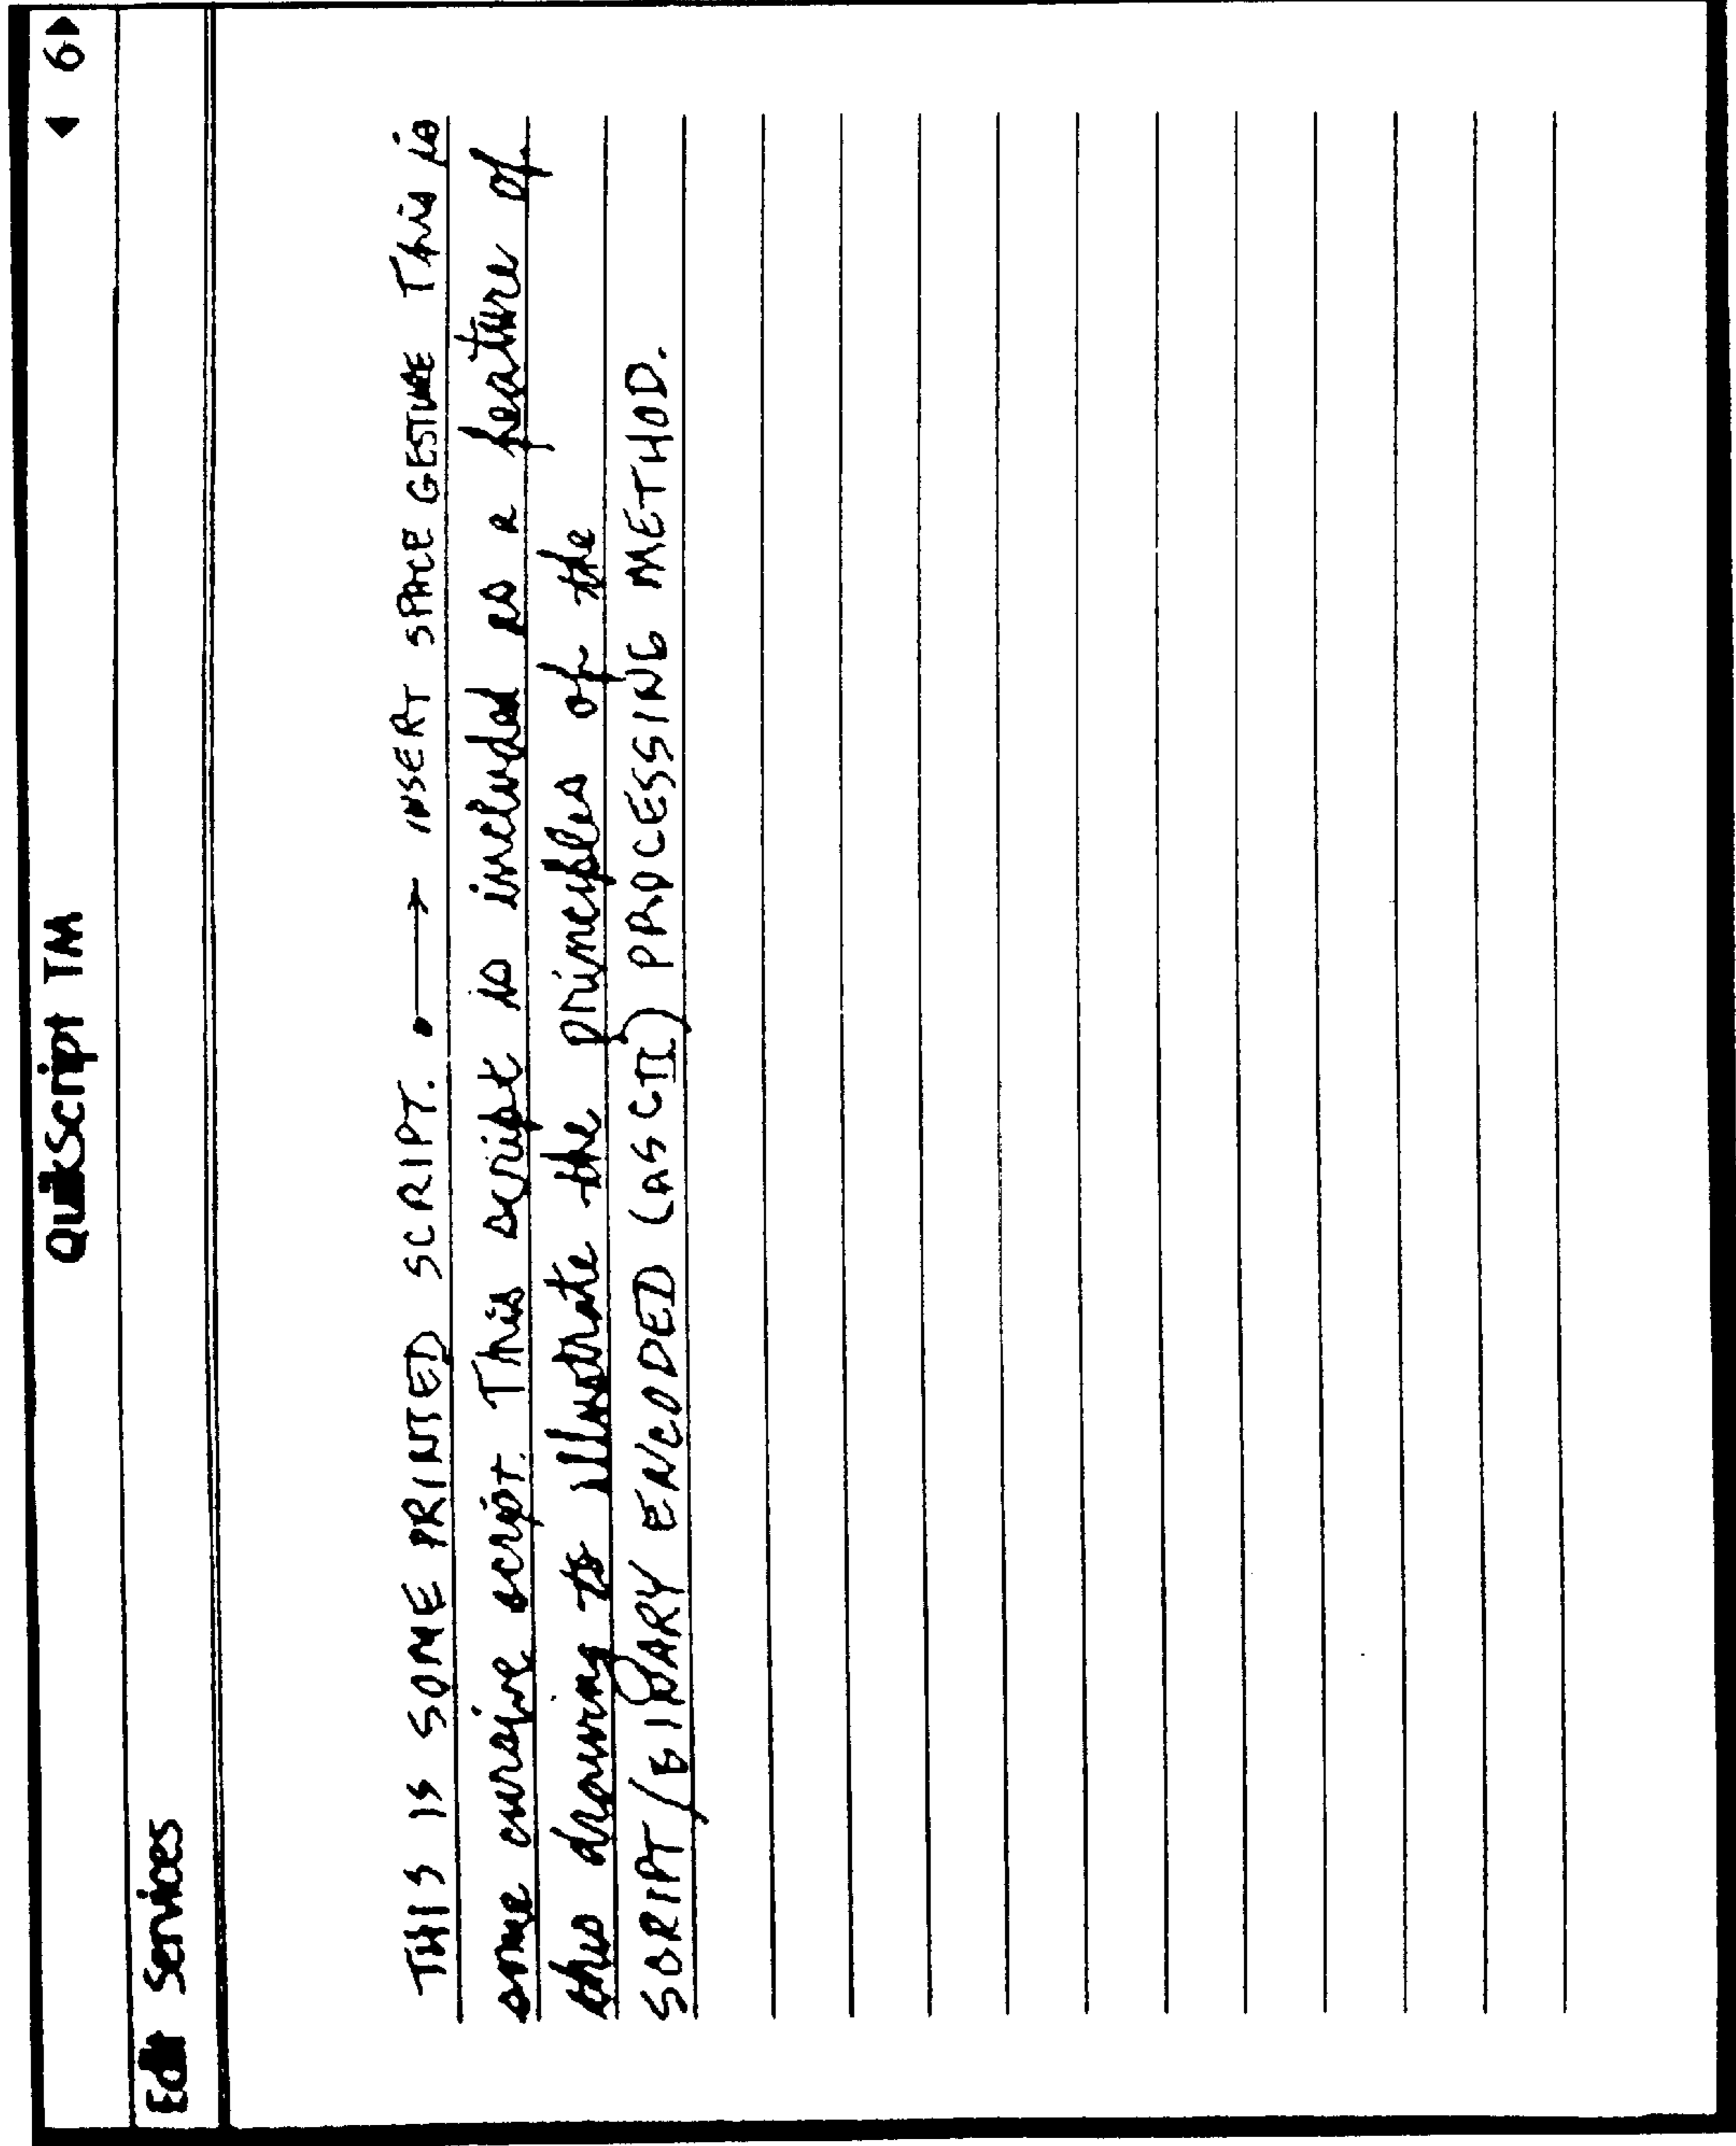 QuikScript TM
◄ 6 ►
Edit Services
THIS IS SOME PRINTED SCRIPT. •→ INSERT SPACE GESTURE This is
some cursive script. This script is included as a feature of
this drawing to illustrate the principles of the
SCRIPT/BINARY ENCODED (ASCII) PROCESSING METHOD.